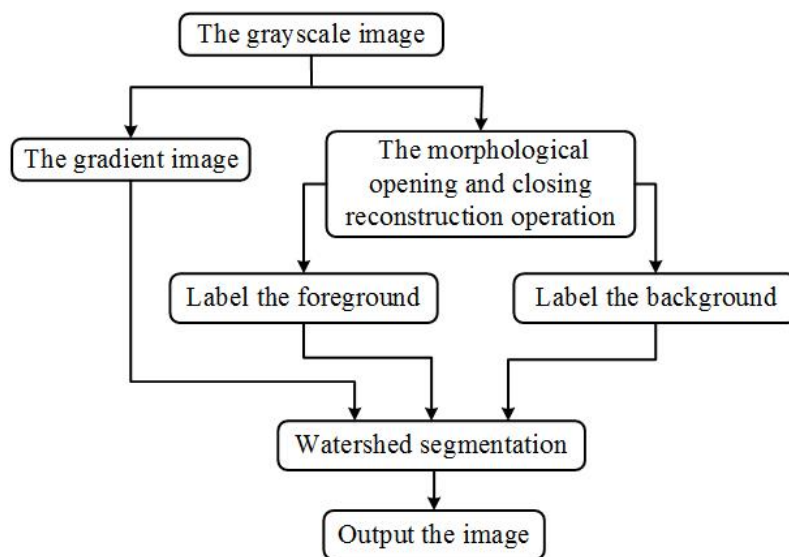 The grayscale image
The gradient image
The morphological
opening and closing
reconstruction operation
Label the foreground
Label the background
Watershed segmentation
Output the image